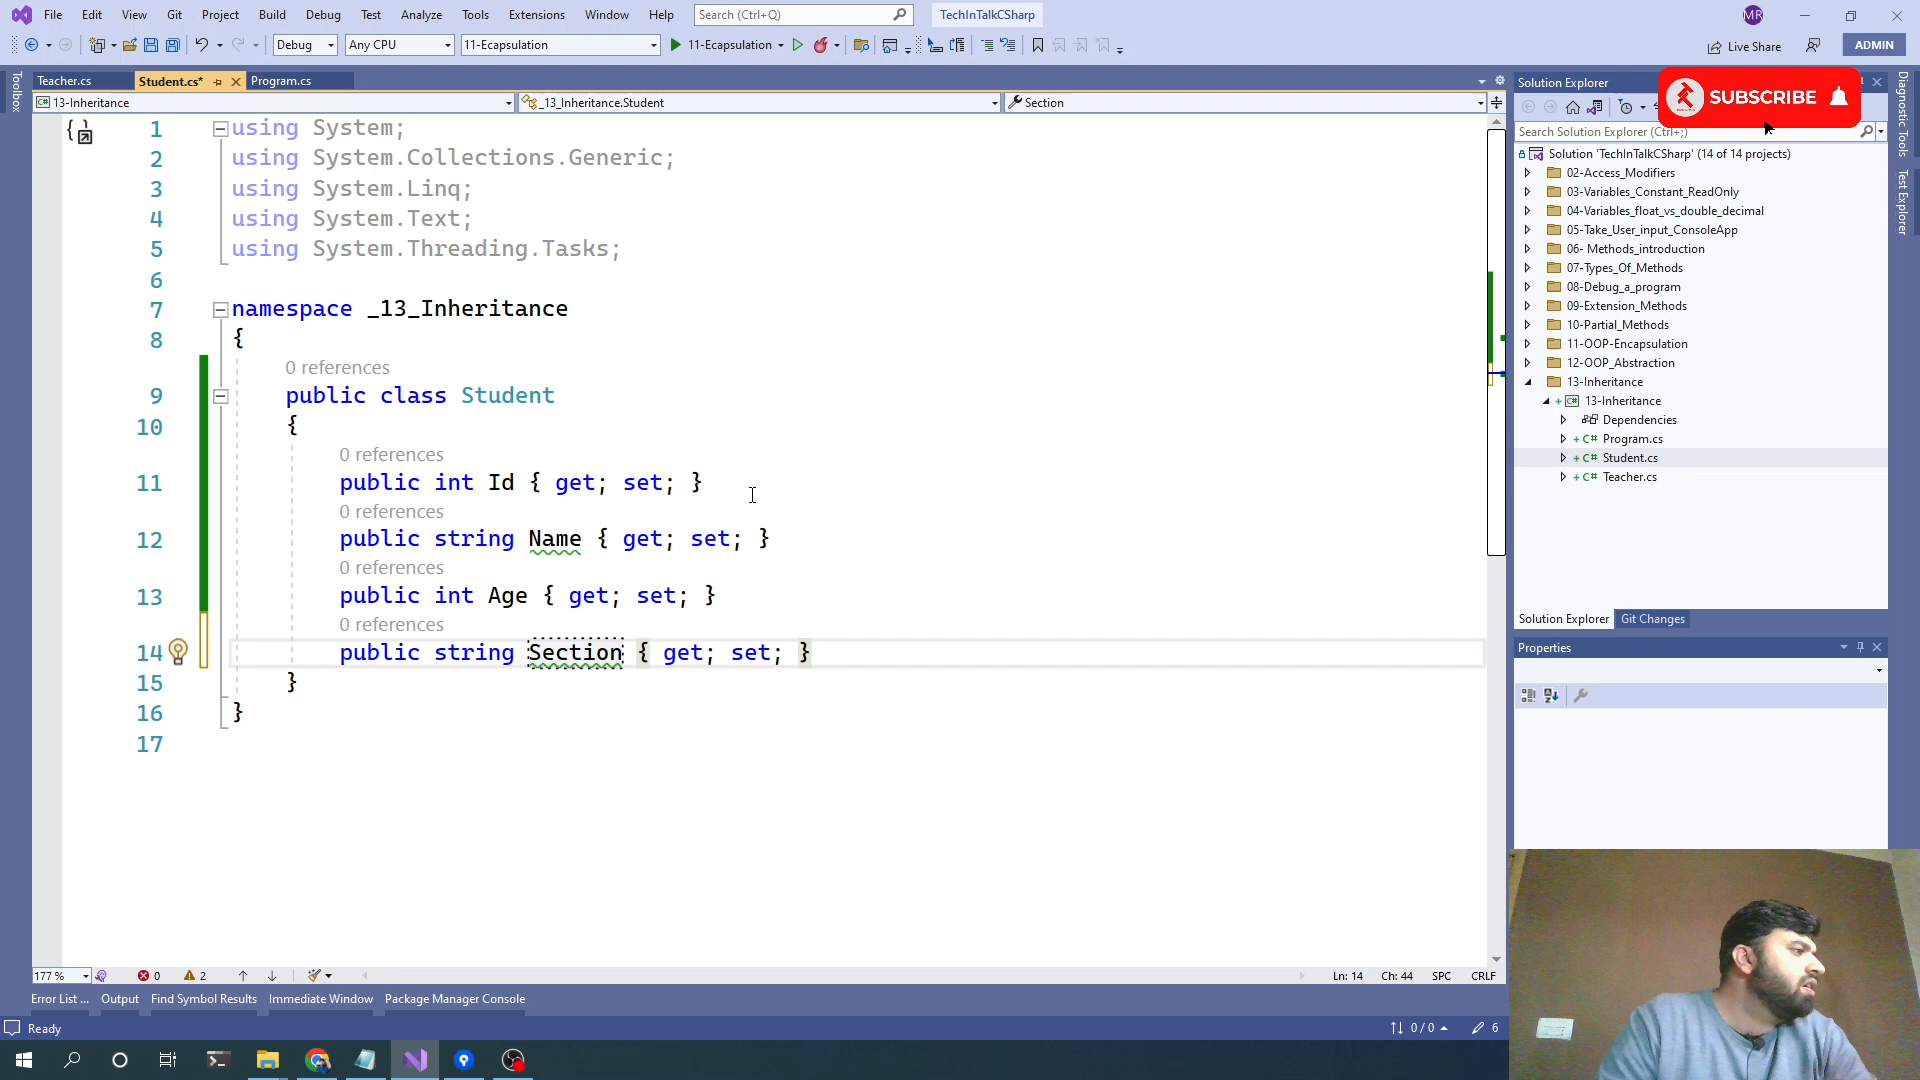 File Edit View Git Project Build Debug Test Analyze Tools Extensions Window Help Search (Ctrl+Q) TechInTalkCSharp MR
Debug Any CPU 11-Ecapsulation 11-Ecapsulation Live Share ADMIN
Toolbox
Teacher.cs Student.cs* Program.cs
13-Inheritance _13_Inheritance.Student Section
1 using System;
2 using System.Collections.Generic;
3 using System.Linq;
4 using System.Text;
5 using System.Threading.Tasks;
6
7 namespace _13_Inheritance
8 {
0 references
9 public class Student
10 {
0 references
11 public int Id { get; set; }
0 references
12 public string Name { get; set; }
0 references
13 public int Age { get; set; }
0 references
14 public string Section { get; set; }
15 }
16 }
17
177 % 0 2 Ln: 14 Ch: 44 SPC CRLF
Error List ... Output Find Symbol Results Immediate Window Package Manager Console
Ready 0 / 0 6
Solution Explorer
SUBSCRIBE
Search Solution Explorer (Ctrl+;)
Solution 'TechInTalkCSharp' (14 of 14 projects)
02-Access_Modifiers
03-Variables_Constant_ReadOnly
04-Variables_float_vs_double_decimal
05-Take_User_input_ConsoleApp
06- Methods_introduction
07-Types_Of_Methods
08-Debug_a_program
09-Extension_Methods
10-Partial_Methods
11-OOP-Encapsulation
12-OOP_Abstraction
13-Inheritance
13-Inheritance
Dependencies
C# Program.cs
C# Student.cs
C# Teacher.cs
Solution Explorer Git Changes
Properties
Diagnostic Tools
Test Explorer